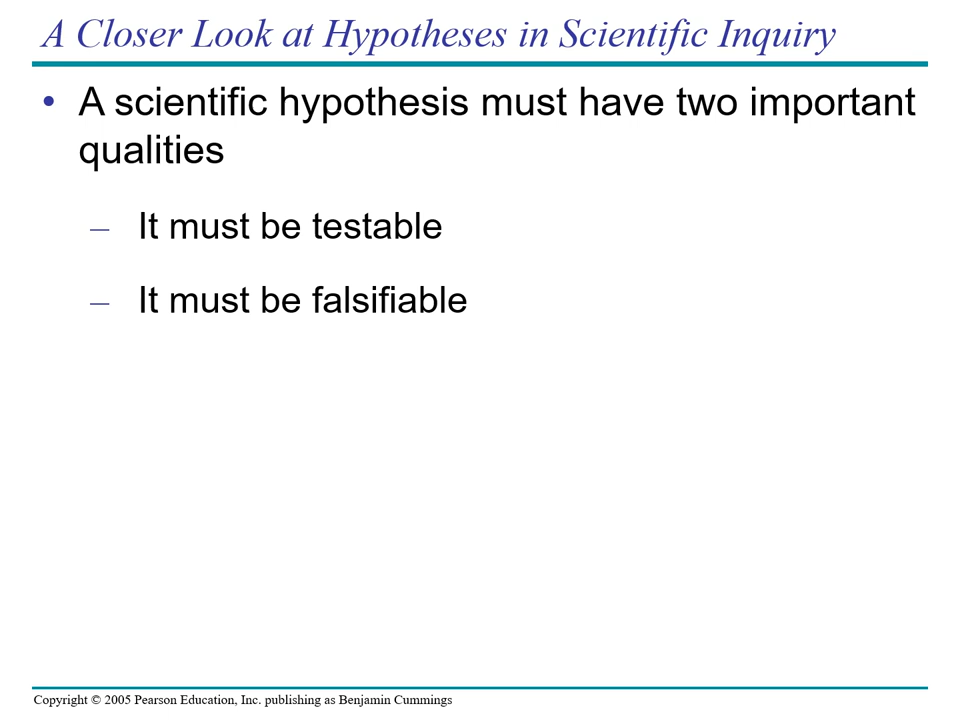 A Closer Look at Hypotheses in Scientific Inquiry
• A scientific hypothesis must have two important
qualities
– It must be testable
– It must be falsifiable
Copyright © 2005 Pearson Education, Inc. publishing as Benjamin Cummings